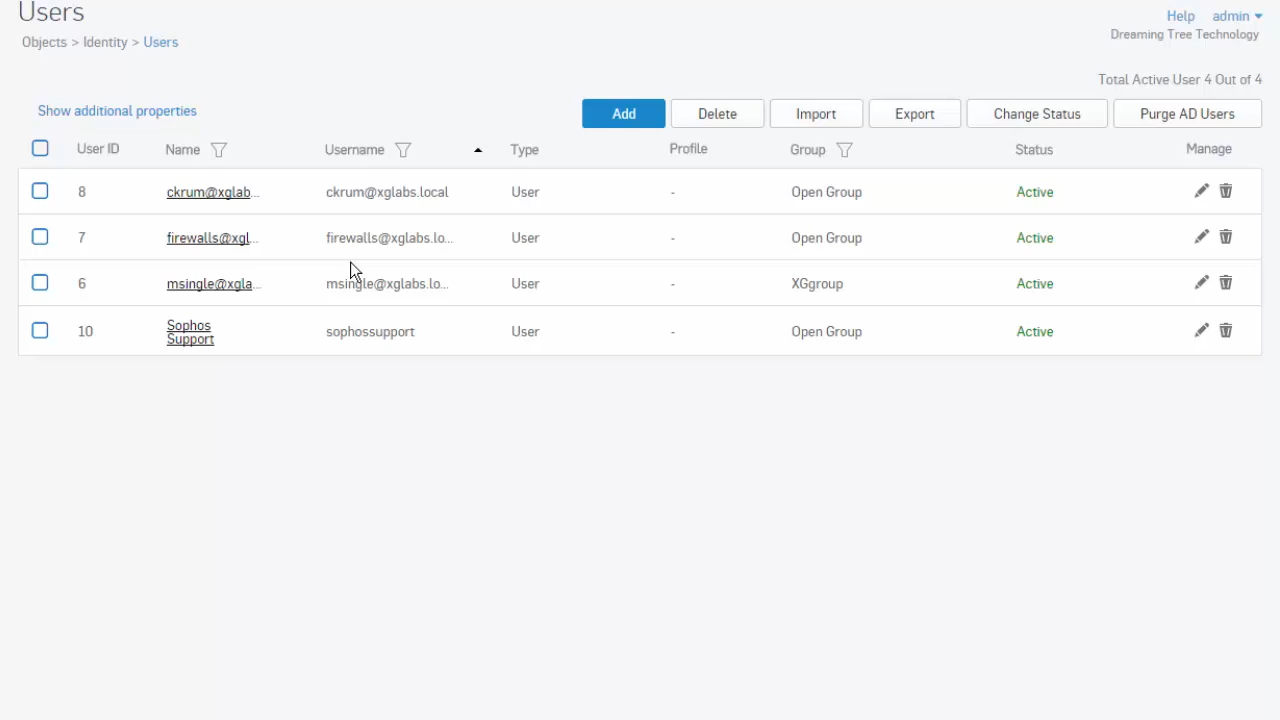 Users
Help admin
Objects > Identity > Users
Dreaming Tree Technology
Total Active User 4 Out of 4
Show additional properties
Add Delete Import Export Change Status Purge AD Users
User ID Name Username Type Profile Group Status Manage
8 ckrum@xglab... ckrum@xglabs.local User - Open Group Active
7 firewalls@xgl... firewalls@xglabs.lo... User - Open Group Active
6 msingle@xgla... msingle@xglabs.lo... User - XGgroup Active
10 Sophos Support sophossupport User - Open Group Active